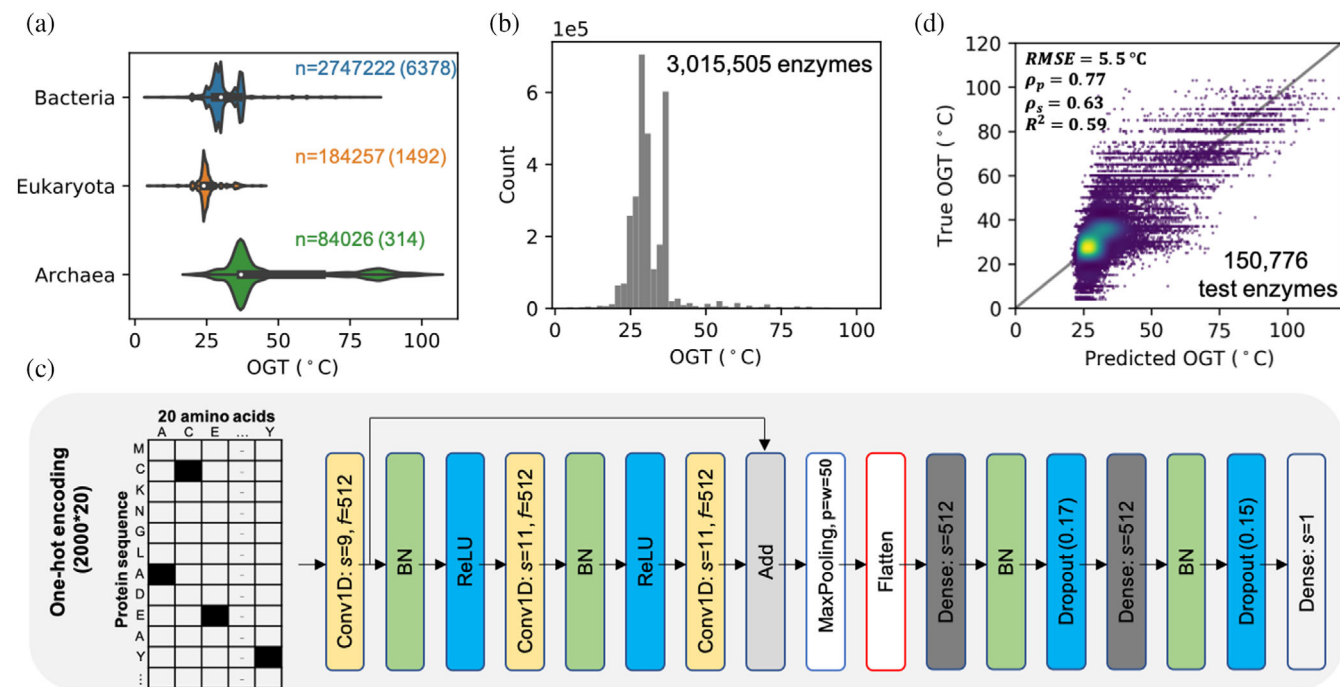 (a)
n=2747222 (6378)
Bacteria
n=184257 (1492)
Eukaryota
n=84026 (314)
Archaea
0 25 50 75 100
OGT (°C)
(b)
1e5
3,015,505 enzymes
Count
6
4
2
0
0 25 50 75 100
OGT (°C)
(d)
RMSE = 5.5 °C
ρp = 0.77
ρs = 0.63
R² = 0.59
True OGT (°C)
120
100
80
60
40
20
0
150,776
test enzymes
0 25 50 75 100
Predicted OGT (°C)
(c)
One-hot encoding
(2000*20)
20 amino acids
A C E ... Y
Protein sequence
M
C
K
N
G
L
A
D
E
A
Y
⋮
Conv1D: s=9, f=512
BN
ReLU
Conv1D: s=11, f=512
BN
ReLU
Conv1D: s=11, f=512
Add
MaxPooling, p=w=50
Flatten
Dense: s=512
BN
Dropout (0.17)
Dense: s=512
BN
Dropout (0.15)
Dense: s=1